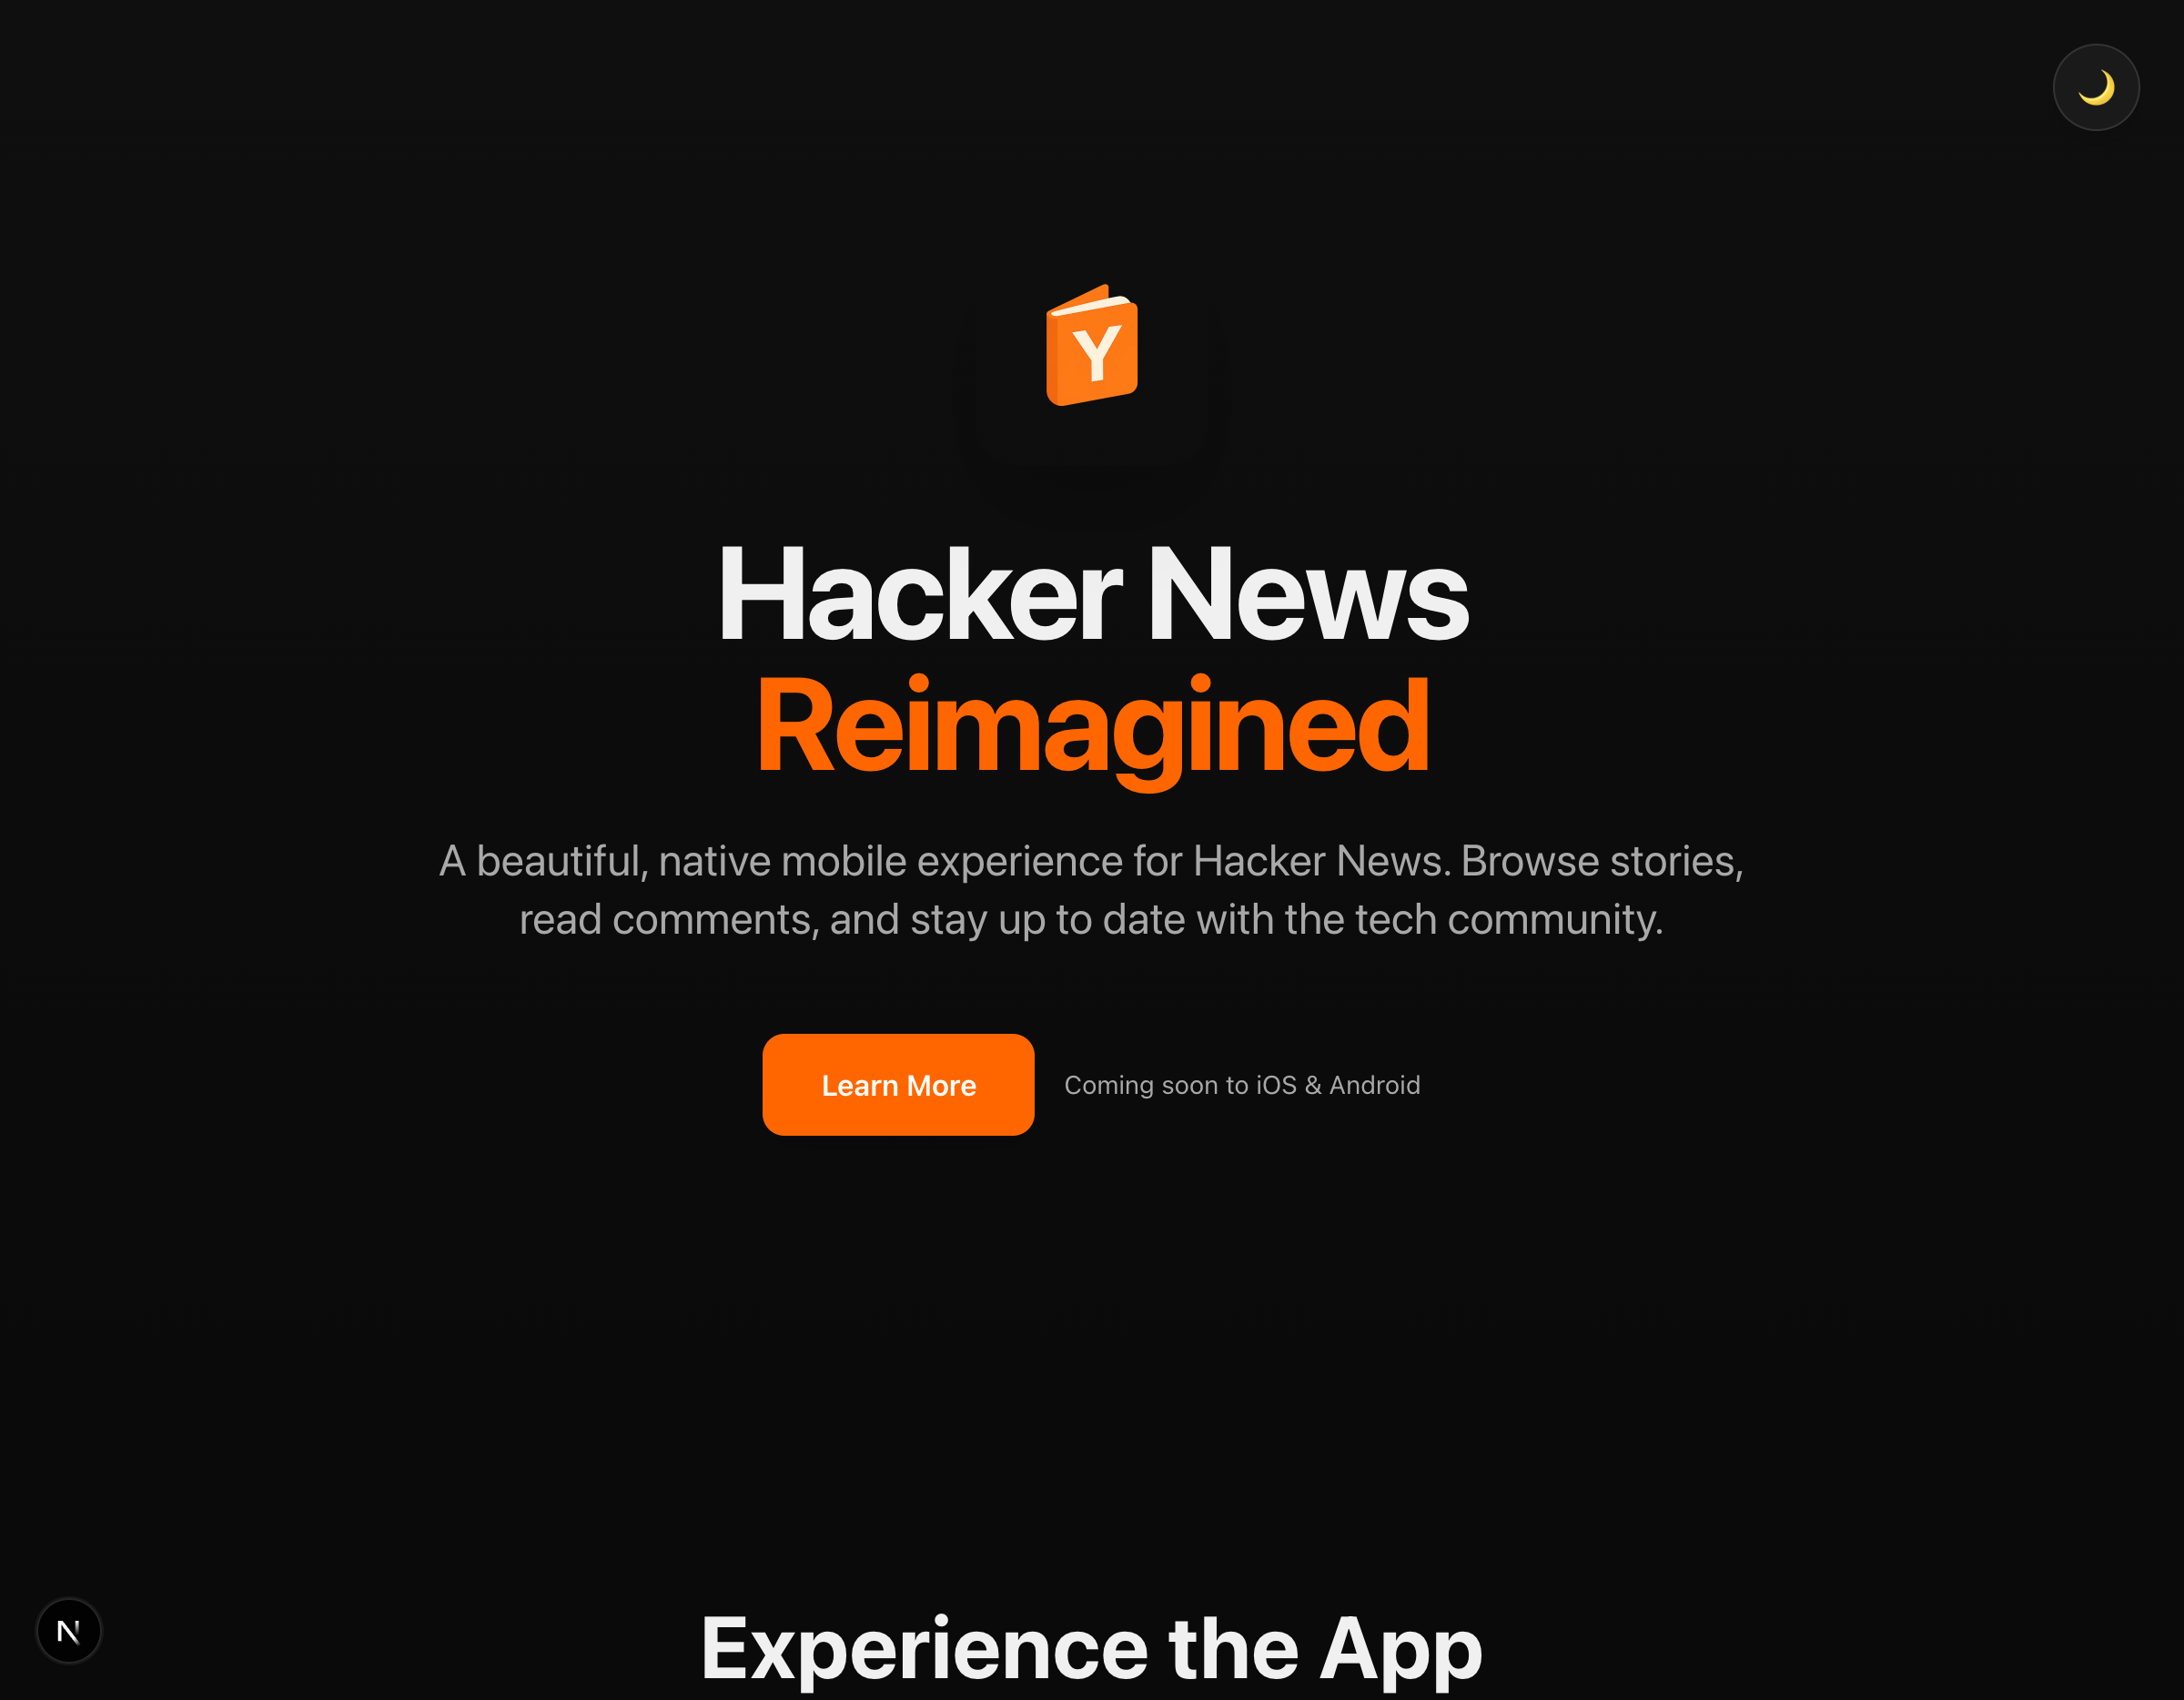 Y
Hacker News
Reimagined
A beautiful, native mobile experience for Hacker News. Browse stories,
read comments, and stay up to date with the tech community.
Learn More
Coming soon to iOS & Android
N
Experience the App